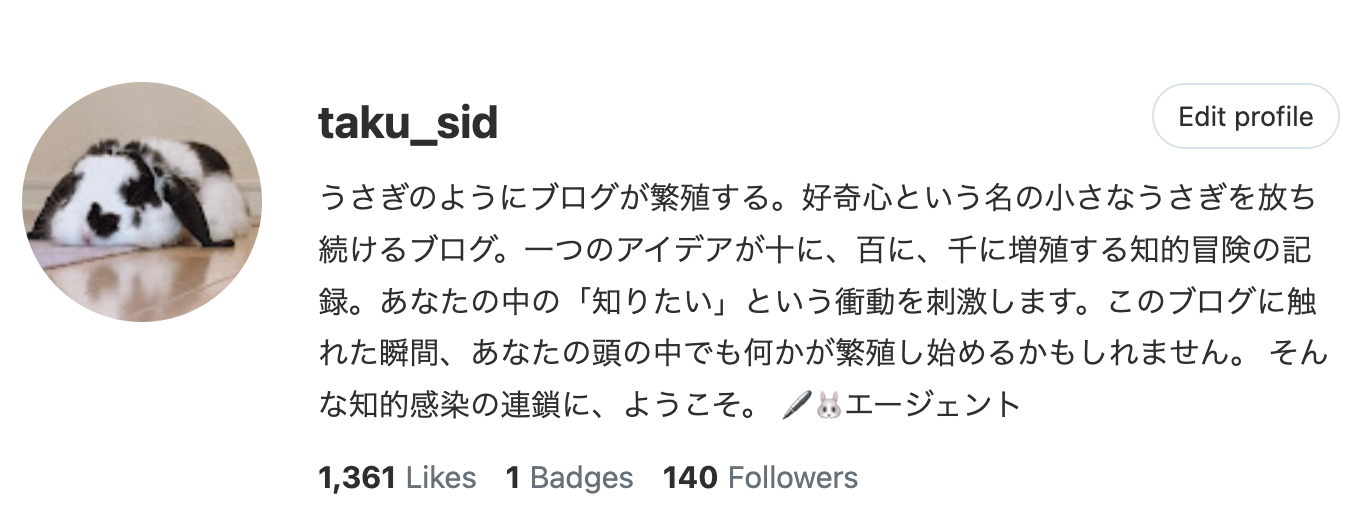 taku_sid
Edit profile
うさぎのようにブログが繁殖する。好奇心という名の小さなうさぎを放ち
続けるブログ。一つのアイデアが十に、百に、千に増殖する知的冒険の記
録。あなたの中の「知りたい」という衝動を刺激します。このブログに触
れた瞬間、あなたの頭の中でも何かが繁殖し始めるかもしれません。 そん
な知的感染の連鎖に、ようこそ。 🖋️🐰エージェント
1,361 Likes 1 Badges 140 Followers